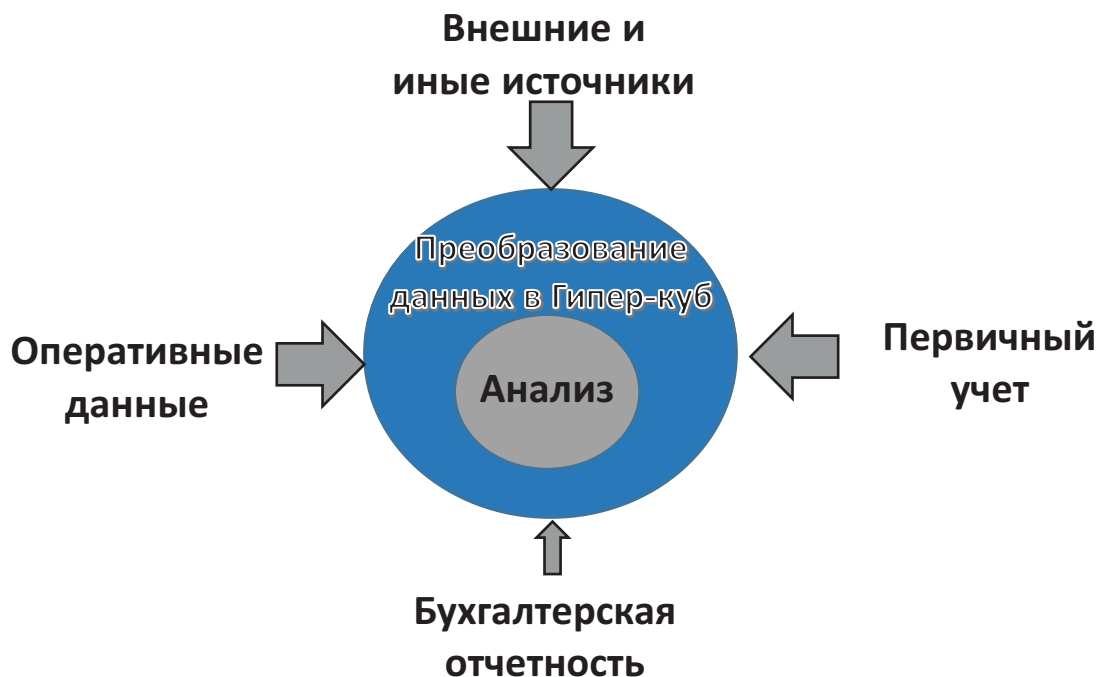 Внешние и
иные источники
Преобразование
данных в Гипер-куб
Оперативные
данные
Анализ
Первичный
учет
Бухгалтерская
отчетность